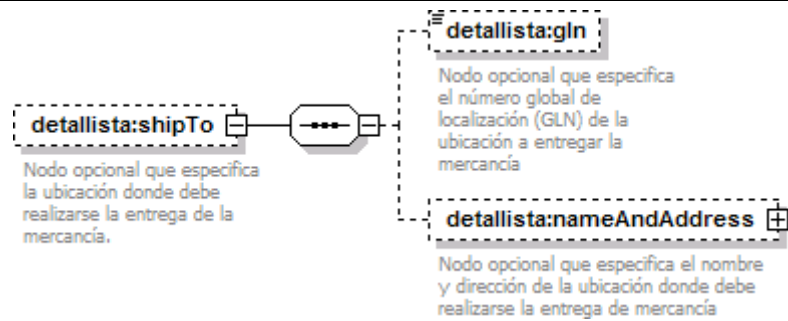 detallista:gln
Nodo opcional que especifica
el número global de
localización (GLN) de la
ubicación a entregar la
mercancía
detallista:shipTo
Nodo opcional que especifica
la ubicación donde debe
realizarse la entrega de la
mercancía.
detallista:nameAndAddress
Nodo opcional que especifica el nombre
y dirección de la ubicación donde debe
realizarse la entrega de mercancía